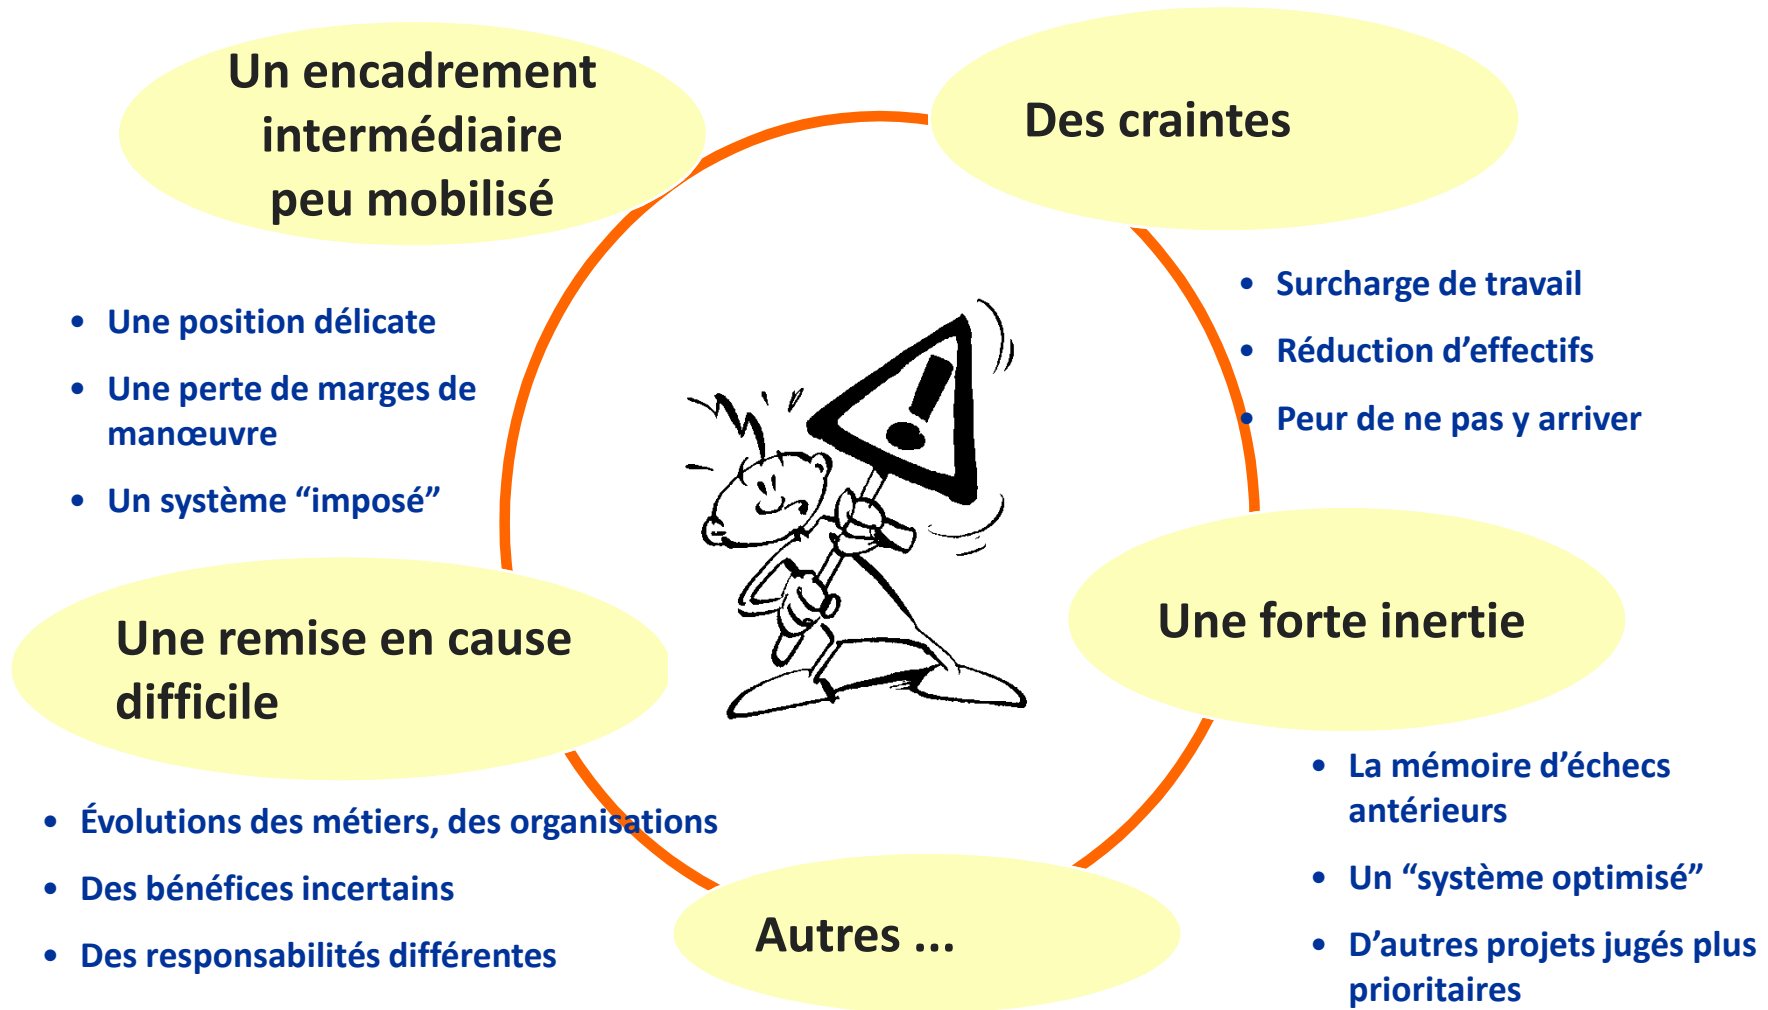 Un encadrement
intermédiaire
peu mobilisé
• Une position délicate
• Une perte de marges de
manœuvre
• Un système “imposé”
Des craintes
• Surcharge de travail
• Réduction d’effectifs
• Peur de ne pas y arriver
Une remise en cause
difficile
• Évolutions des métiers, des organisations
• Des bénéfices incertains
• Des responsabilités différentes
Une forte inertie
• La mémoire d’échecs
antérieurs
• Un “système optimisé”
• D’autres projets jugés plus
prioritaires
Autres ...